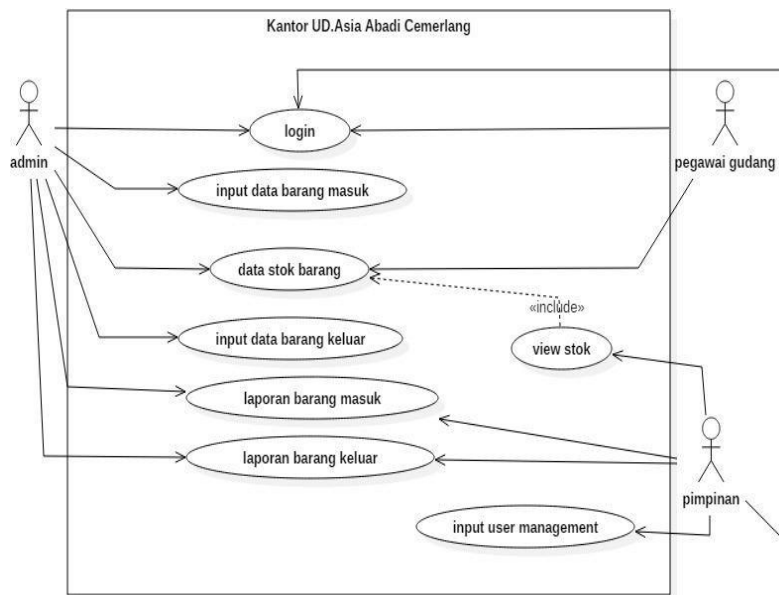 Kantor UD.Asia Abadi Cemerlang
login
admin
pegawai gudang
input data barang masuk
data stok barang
«include»
input data barang keluar
view stok
laporan barang masuk
laporan barang keluar
pimpinan
input user management